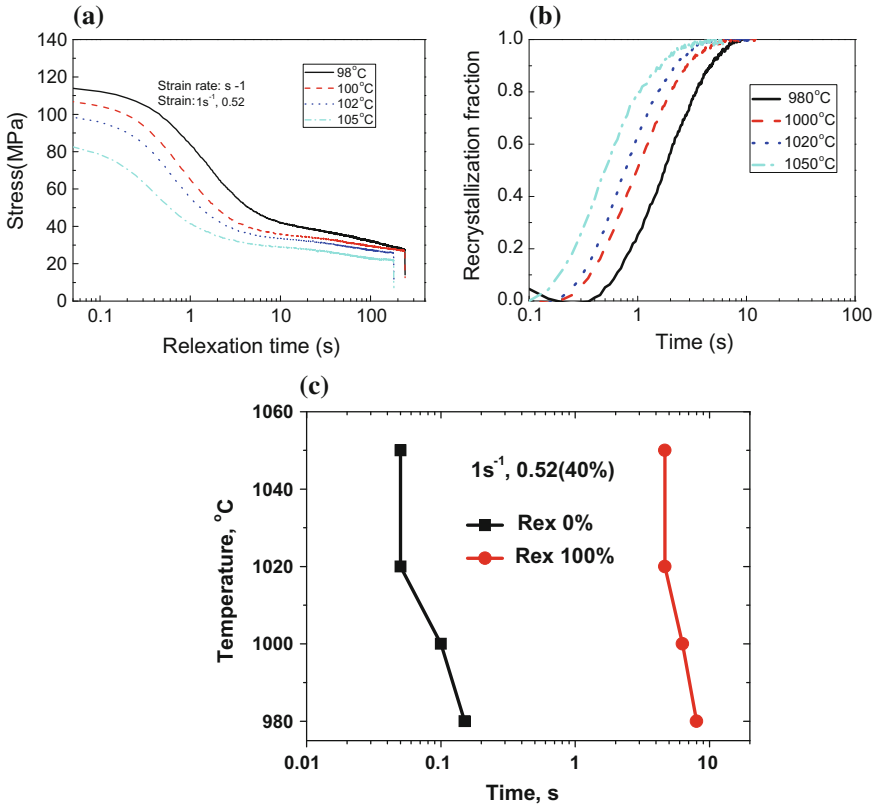 (a)
140
120
100
80
60
40
20
0
Stress(MPa)
0.1 1 10 100
Relexation time (s)
Strain rate: s -1
Strain: 1s⁻¹, 0.52
98°C
100°C
102°C
105°C
(b)
1.0
0.8
0.6
0.4
0.2
0.0
Recrystallization fraction
0.1 1 10 100
Time (s)
980°C
1000°C
1020°C
1050°C
(c)
1060
1040
1020
1000
980
Temperature, °C
0.01 0.1 1 10
Time, s
1s⁻¹, 0.52(40%)
Rex 0%
Rex 100%